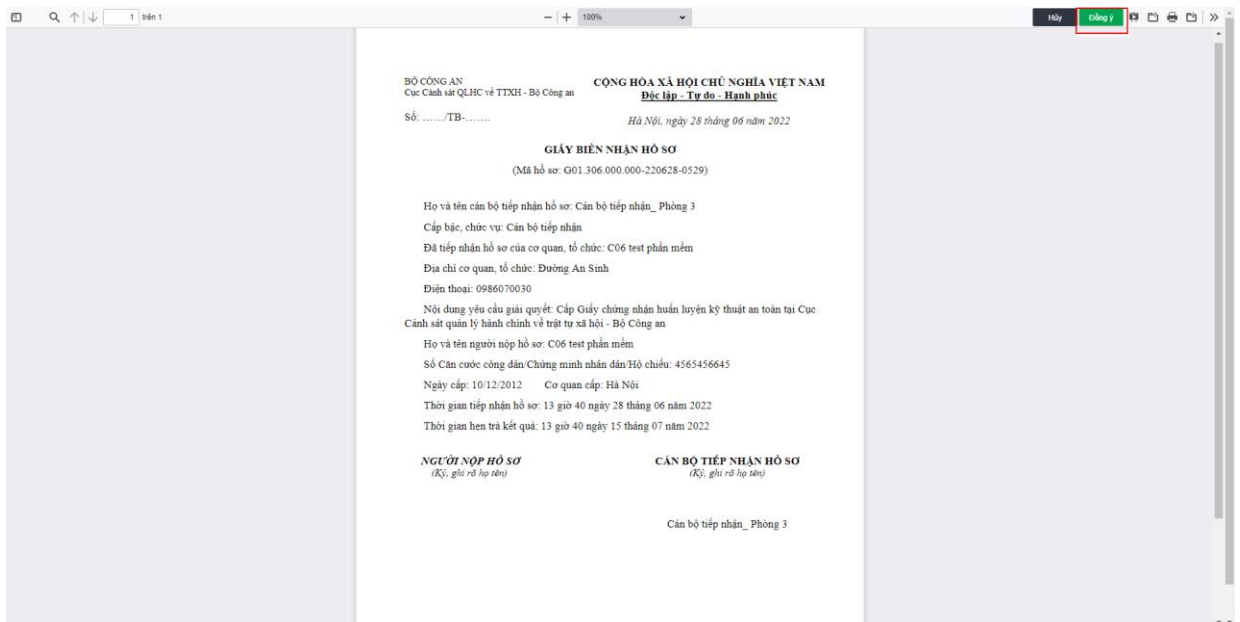 1 trên 1
100%
Hủy
Đồng ý
BỘ CÔNG AN
Cục Cảnh sát QLHC về TTXH - Bộ Công an
CỘNG HÒA XÃ HỘI CHỦ NGHĨA VIỆT NAM
Độc lập - Tự do - Hạnh phúc
Số: ....../TB-.......
Hà Nội, ngày 28 tháng 06 năm 2022
GIẤY BIÊN NHẬN HỒ SƠ
(Mã hồ sơ: G01.306.000.000-220628-0529)
Họ và tên cán bộ tiếp nhận hồ sơ: Cán bộ tiếp nhận_ Phòng 3
Cấp bậc, chức vụ: Cán bộ tiếp nhận
Đã tiếp nhận hồ sơ của cơ quan, tổ chức: C06 test phần mềm
Địa chỉ cơ quan, tổ chức: Đường An Sinh
Điện thoại: 0986070030
Nội dung yêu cầu giải quyết: Cấp Giấy chứng nhận huấn luyện kỹ thuật an toàn tại Cục
Cảnh sát quản lý hành chính về trật tự xã hội - Bộ Công an
Họ và tên người nộp hồ sơ: C06 test phần mềm
Số Căn cước công dân/Chứng minh nhân dân/Hộ chiếu: 4565456645
Ngày cấp: 10/12/2012 Cơ quan cấp: Hà Nội
Thời gian tiếp nhận hồ sơ: 13 giờ 40 ngày 28 tháng 06 năm 2022
Thời gian hẹn trả kết quả: 13 giờ 40 ngày 15 tháng 07 năm 2022
NGƯỜI NỘP HỒ SƠ
(Ký, ghi rõ họ tên)
CÁN BỘ TIẾP NHẬN HỒ SƠ
(Ký, ghi rõ họ tên)
Cán bộ tiếp nhận_ Phòng 3